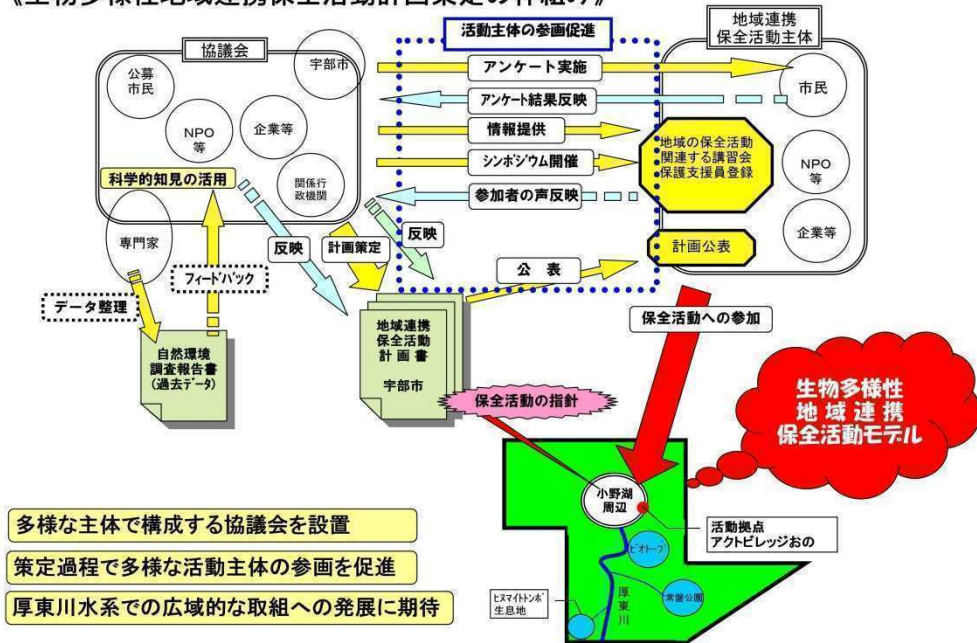 《生物多様性地域連携保全活動計画策定の枠組み》
協議会
公募
市民
宇部市
NPO
等
企業等
関係行
政機関
科学的知見の活用
専門家
活動主体の参画促進
アンケート実施
アンケート結果反映
情報提供
シンポジウム開催
参加者の声反映
地域連携
保全活動主体
市民
地域の保全活動
関連する講習会
保護支援員登録
NPO
等
企業等
計画公表
反映
計画策定
反映
公 表
データ整理
フィードバック
自然環境
調査報告書
(過去データ)
地域連携
保全活動
計 画 書
宇部市
保全活動への参加
保全活動の指針
生物多様性
地 域 連 携
保全活動モデル
小野湖
周辺
活動拠点
アクトビレッジおの
ビオトープ
常盤公園
厚東川
ヒヌマイトトンボ
生息地
多様な主体で構成する協議会を設置
策定過程で多様な活動主体の参画を促進
厚東川水系での広域的な取組への発展に期待